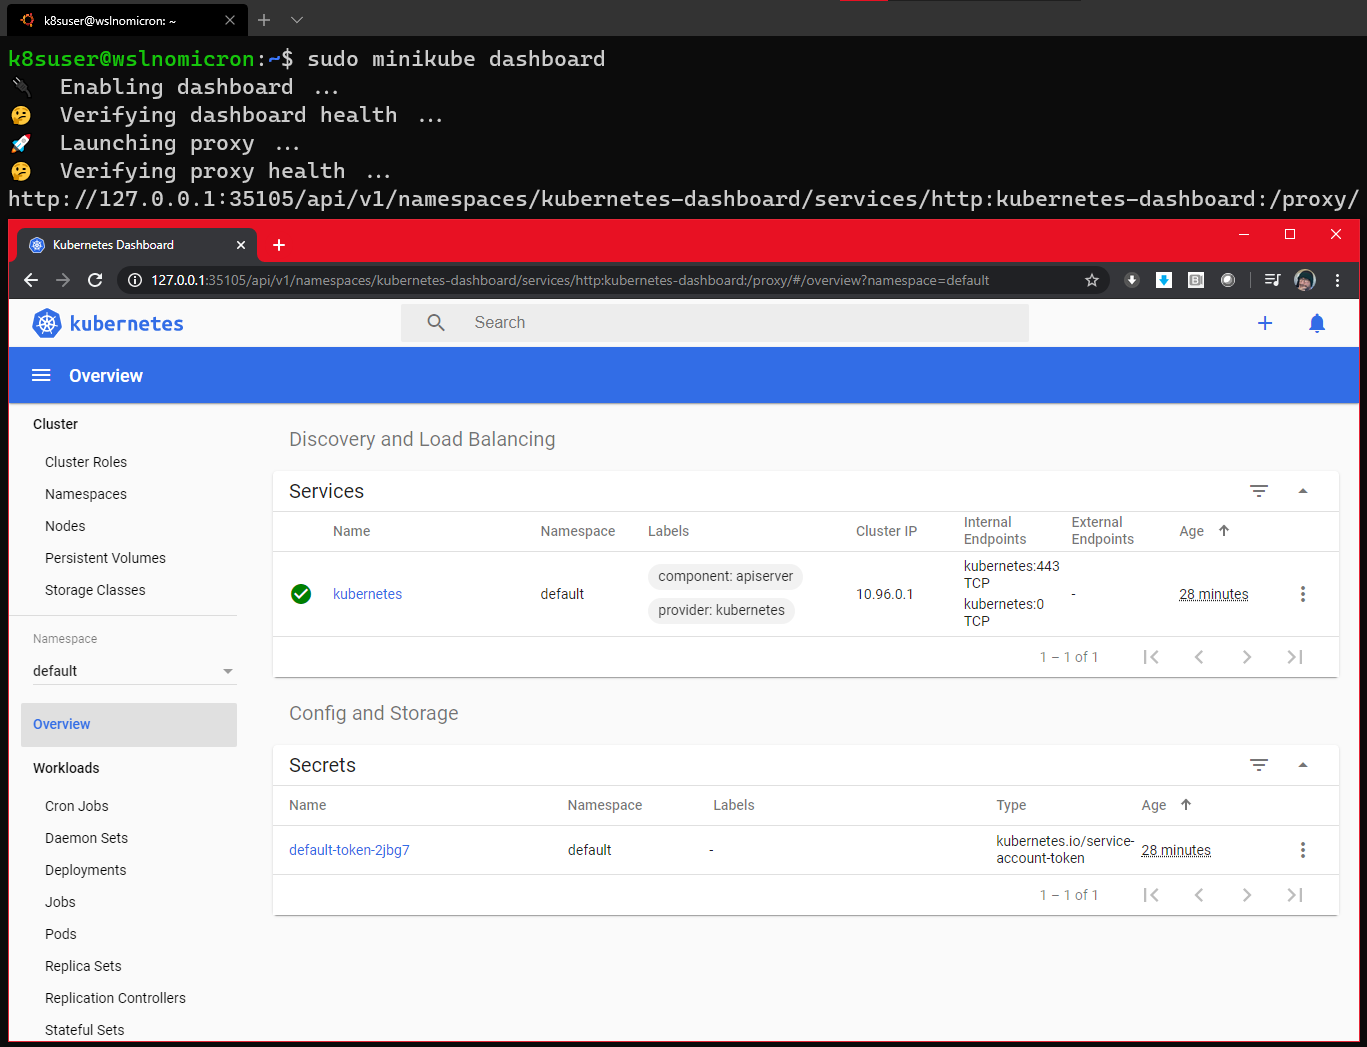 k8suser@wslnomicron: ~
k8suser@wslnomicron:~$ sudo minikube dashboard
Enabling dashboard ...
Verifying dashboard health ...
Launching proxy ...
Verifying proxy health ...
http://127.0.0.1:35105/api/v1/namespaces/kubernetes-dashboard/services/http:kubernetes-dashboard:/proxy/
Kubernetes Dashboard
127.0.0.1:35105/api/v1/namespaces/kubernetes-dashboard/services/http:kubernetes-dashboard:/proxy/#/overview?namespace=default
kubernetes
Search
Overview
Cluster
Cluster Roles
Namespaces
Nodes
Persistent Volumes
Storage Classes
Namespace
default
Overview
Workloads
Cron Jobs
Daemon Sets
Deployments
Jobs
Pods
Replica Sets
Replication Controllers
Stateful Sets
Discovery and Load Balancing
Services
Name Namespace Labels Cluster IP Internal Endpoints External Endpoints Age
kubernetes default component: apiserver provider: kubernetes 10.96.0.1 kubernetes:443 TCP kubernetes:0 TCP - 28 minutes
1 – 1 of 1
Config and Storage
Secrets
Name Namespace Labels Type Age
default-token-2jbg7 default - kubernetes.io/service-account-token 28 minutes
1 – 1 of 1